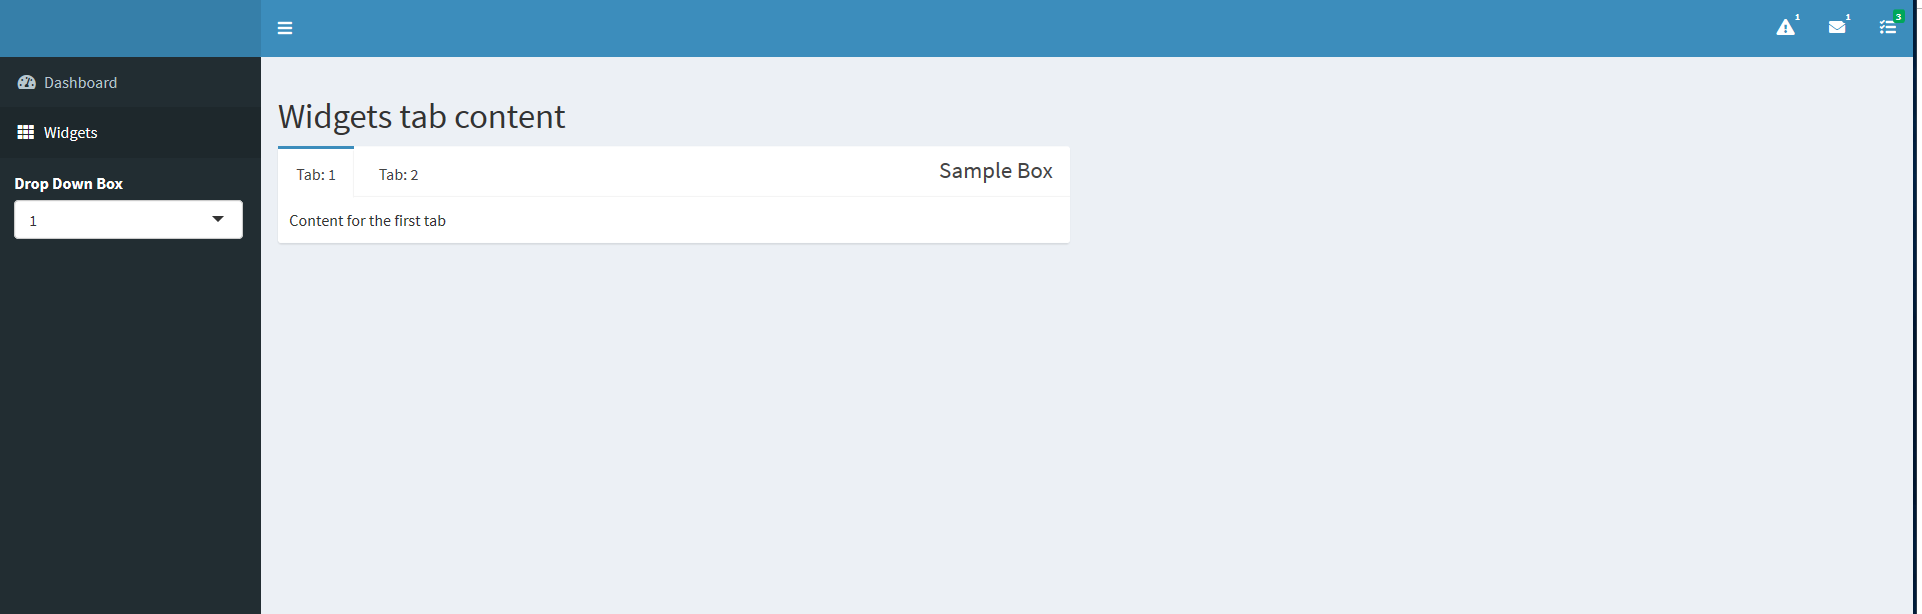 1
1
3
Dashboard
Widgets
Drop Down Box
1
Widgets tab content
Tab: 1
Tab: 2
Sample Box
Content for the first tab